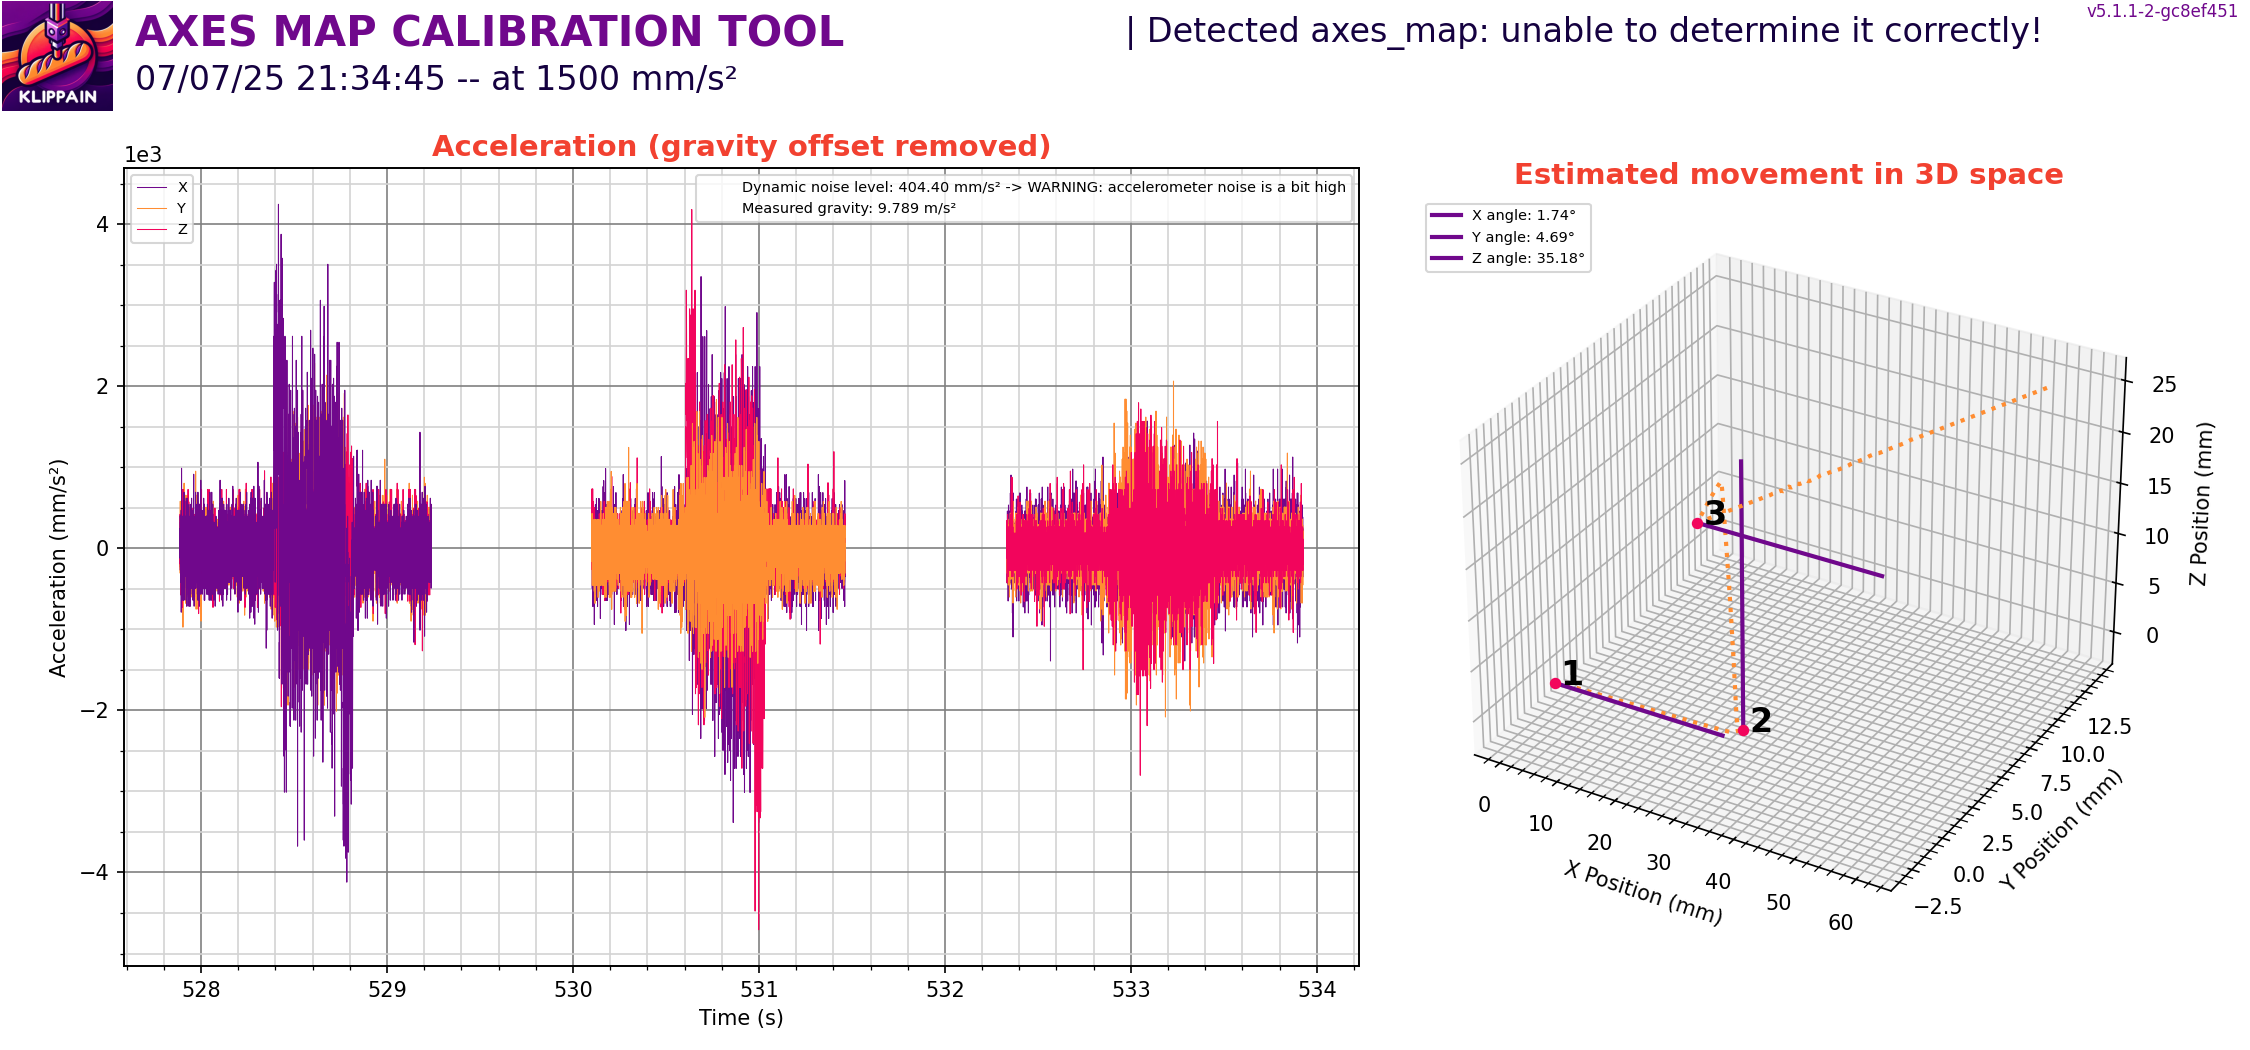 KLIPPAIN
AXES MAP CALIBRATION TOOL
07/07/25 21:34:45 -- at 1500 mm/s²
| Detected axes_map: unable to determine it correctly!
v5.1.1-2-gc8ef451
Acceleration (gravity offset removed)
1e3
X
Y
Z
Dynamic noise level: 404.40 mm/s² -> WARNING: accelerometer noise is a bit high
Measured gravity: 9.789 m/s²
Acceleration (mm/s²)
4
2
0
−2
−4
528
529
530
531
532
533
534
Time (s)
Estimated movement in 3D space
X angle: 1.74°
Y angle: 4.69°
Z angle: 35.18°
1
2
3
0
10
20
30
40
50
60
X Position (mm)
−2.5
0.0
2.5
5.0
7.5
10.0
12.5
Y Position (mm)
25
20
15
10
5
0
Z Position (mm)